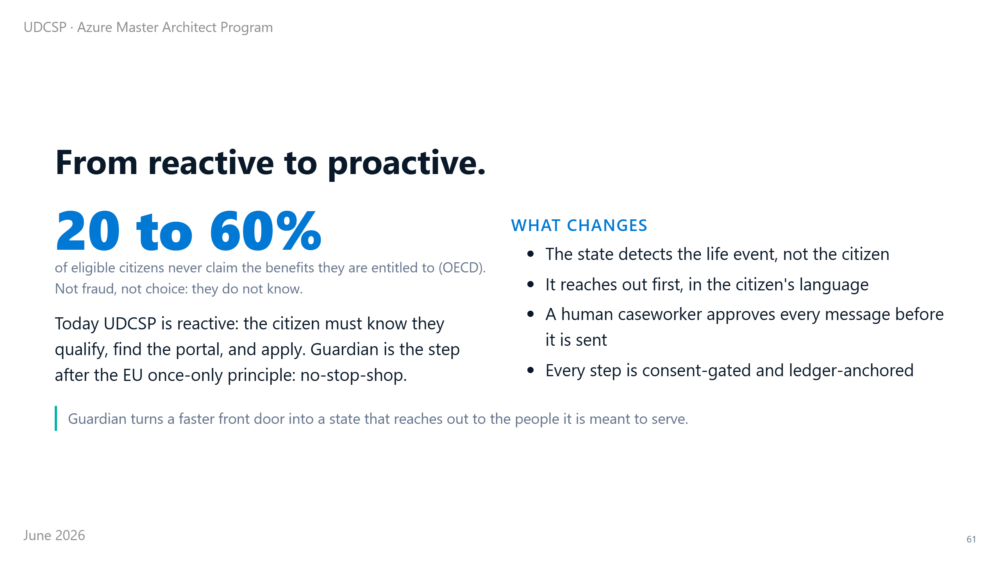 UDCSP · Azure Master Architect Program
From reactive to proactive.
20 to 60%
of eligible citizens never claim the benefits they are entitled to (OECD).
Not fraud, not choice: they do not know.
Today UDCSP is reactive: the citizen must know they
qualify, find the portal, and apply. Guardian is the step
after the EU once-only principle: no-stop-shop.
WHAT CHANGES
• The state detects the life event, not the citizen
• It reaches out first, in the citizen's language
• A human caseworker approves every message before
it is sent
• Every step is consent-gated and ledger-anchored
Guardian turns a faster front door into a state that reaches out to the people it is meant to serve.
June 2026
61